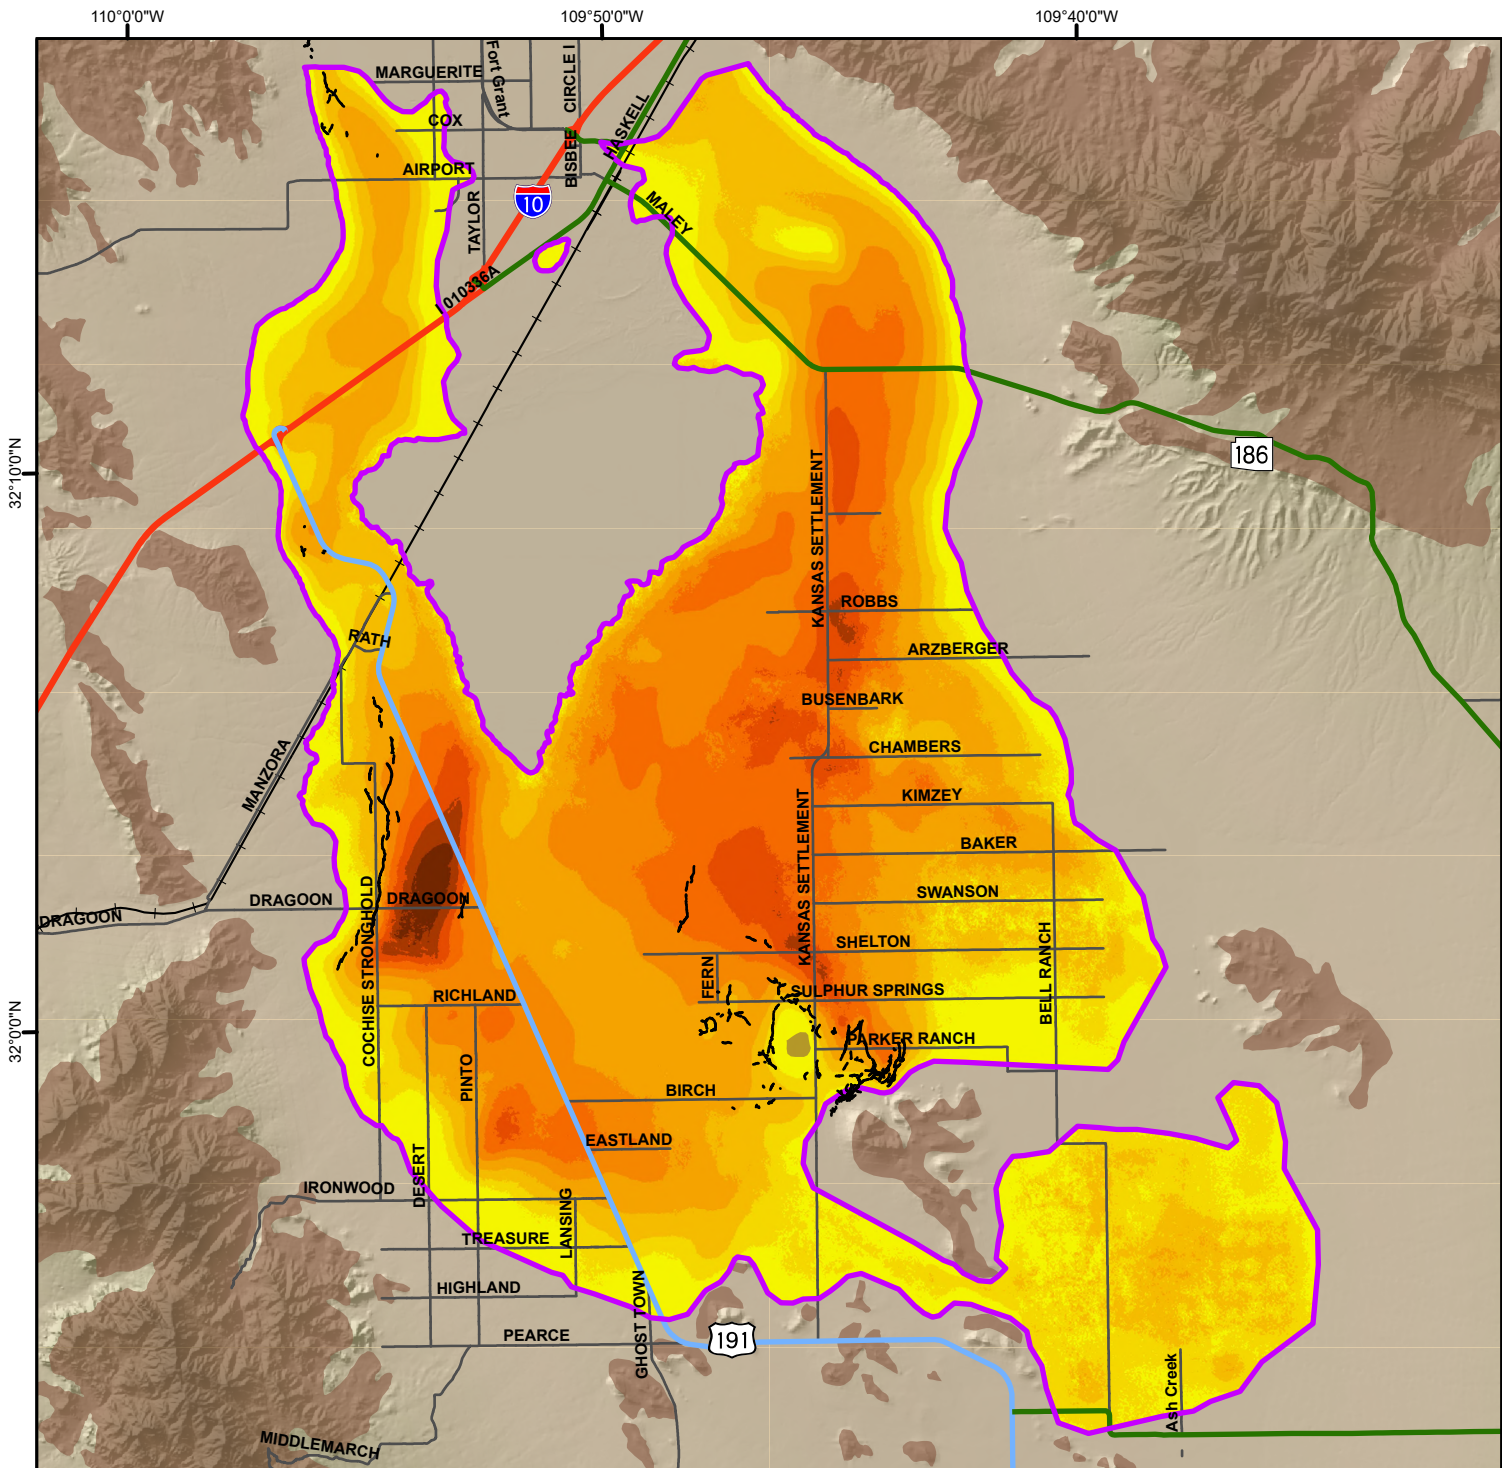 110°0'0"W
109°50'0"W
109°40'0"W
32°10'0"N
32°0'0"N
MARGUERITE
Fort Grant
CIRCLE I
COX
HASKELL
BISBEE
AIRPORT
10
TAYLOR
MALEY
I010336A
186
KANSAS SETTLEMENT
ROBBS
RATH
ARZBERGER
BUSENBARK
CHAMBERS
MANZORA
KIMZEY
KANSAS SETTLEMENT
BAKER
SWANSON
DRAGOON
DRAGOON
DRAGOON
COCHISE STRONGHOLD
SHELTON
BELL RANCH
FERN
SULPHUR SPRINGS
RICHLAND
PARKER RANCH
PINTO
BIRCH
EASTLAND
DESERT
IRONWOOD
LANSING
TREASURE
HIGHLAND
GHOST TOWN
PEARCE
191
Ash Creek
MIDDLEMARCH